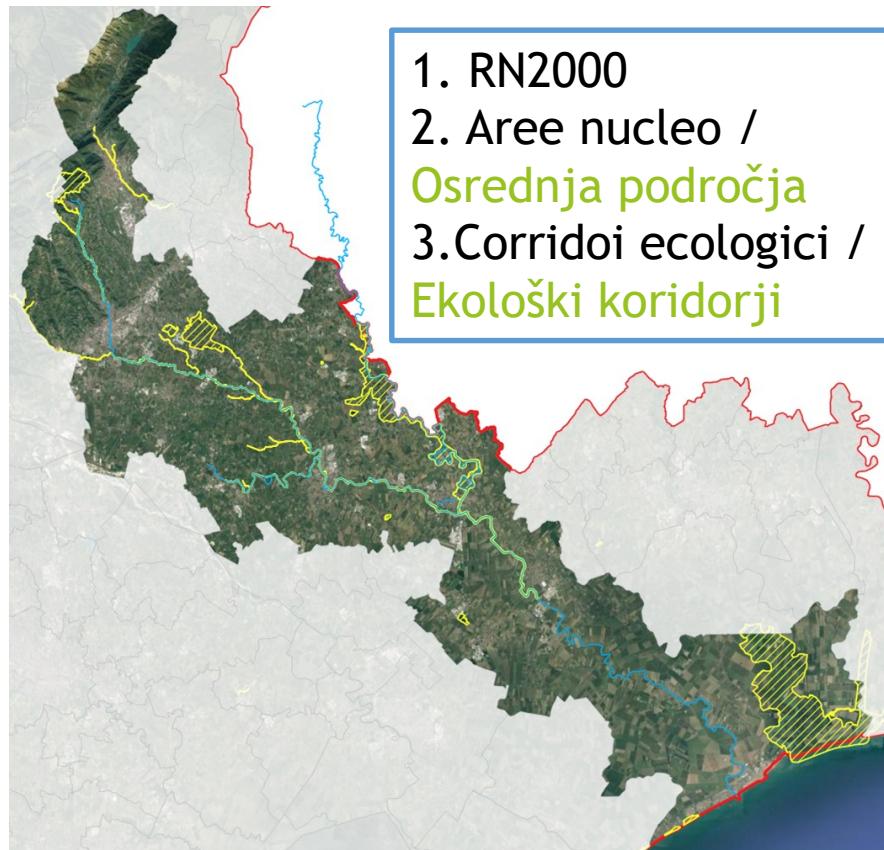 1. RN2000
2. Aree nucleo /
Osrednja področja
3.Corridoi ecologici /
Ekološki koridorji